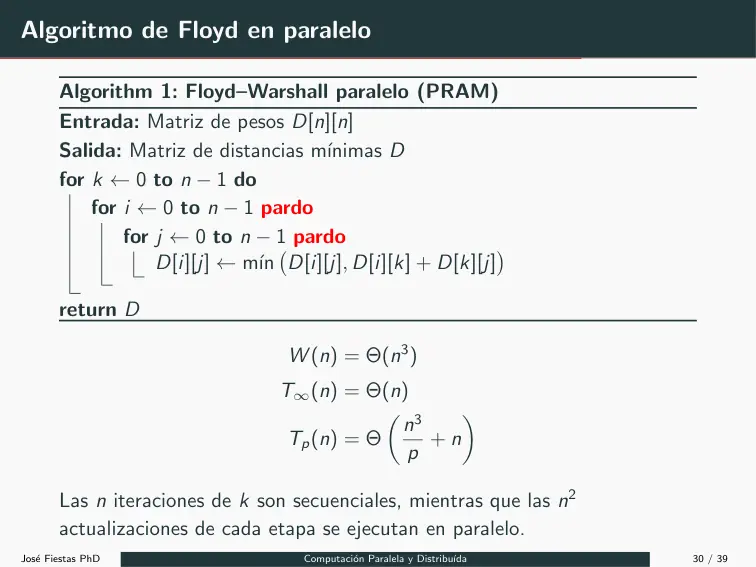 Algoritmo de Floyd en paralelo
Algorithm 1: Floyd–Warshall paralelo (PRAM)
Entrada: Matriz de pesos D[n][n]
Salida: Matriz de distancias mínimas D
for k ← 0 to n − 1 do
for i ← 0 to n − 1 pardo
for j ← 0 to n − 1 pardo
D[i][j] ← mín (D[i][j], D[i][k] + D[k][j])
return D
W(n) = Θ(n³)
T∞(n) = Θ(n)
Tₚ(n) = Θ (n³/p + n)
Las n iteraciones de k son secuenciales, mientras que las n²
actualizaciones de cada etapa se ejecutan en paralelo.
José Fiestas PhD Computación Paralela y Distribuída 30 / 39